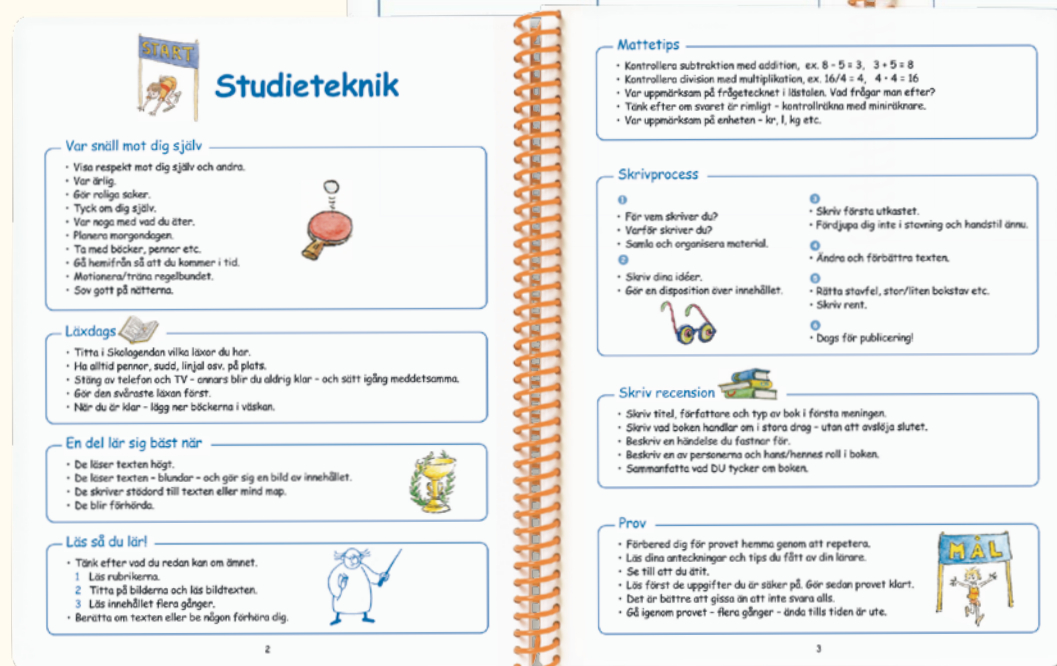 START
Studieteknik
Var snäll mot dig själv
• Visa respekt mot dig själv och andra.
• Var ärlig.
• Gör roliga saker.
• Tyck om dig själv.
• Var noga med vad du äter.
• Planera morgondagen.
• Ta med böcker, pennor etc.
• Gå hemifrån så att du kommer i tid.
• Motionera/träna regelbundet.
• Sov gott på nätterna.
Läxdags
• Titta i Skolagendan vilka läxor du har.
• Ha alltid pennor, sudd, linjal osv. på plats.
• Stäng av telefon och TV - annars blir du aldrig klar - och sätt igång meddetsamma.
• Gör den svåraste läxan först.
• När du är klar - lägg ner böckerna i väskan.
En del lär sig bäst när
• De läser texten högt.
• De läser texten - blundar - och gör sig en bild av innehållet.
• De skriver stödord till texten eller mind map.
• De blir förhörda.
Läs så du lär!
• Tänk efter vad du redan kan om ämnet.
1 Läs rubrikerna.
2 Titta på bilderna och läs bildtexten.
3 Läs innehållet flera gånger.
• Berätta om texten eller be någon förhöra dig.
2
Mattetips
• Kontrollera subtraktion med addition, ex. 8 - 5 = 3, 3 + 5 = 8
• Kontrollera division med multiplikation, ex. 16/4 = 4, 4 · 4 = 16
• Var uppmärksam på frågetecknet i lästalen. Vad frågar man efter?
• Tänk efter om svaret är rimligt - kontrollräkna med miniräknare.
• Var uppmärksam på enheten - kr, l, kg etc.
Skrivprocess
1
• För vem skriver du?
• Varför skriver du?
• Samla och organisera material.
2
• Skriv dina idéer.
• Gör en disposition över innehållet.
3
• Skriv första utkastet.
• Fördjupa dig inte i stavning och handstil ännu.
4
• Ändra och förbättra texten.
5
• Rätta stavfel, stor/liten bokstav etc.
• Skriv rent.
6
• Dags för publicering!
Skriv recension
• Skriv titel, författare och typ av bok i första meningen.
• Skriv vad boken handlar om i stora drag - utan att avslöja slutet.
• Beskriv en händelse du fastnar för.
• Beskriv en av personerna och hans/hennes roll i boken.
• Sammanfatta vad DU tycker om boken.
Prov
• Förbered dig för provet hemma genom att repetera.
• Läs dina anteckningar och tips du fått av din lärare.
• Se till att du ätit.
• Lös först de uppgifter du är säker på. Gör sedan provet klart.
• Det är bättre att gissa än att inte svara alls.
• Gå igenom provet - flera gånger - ända tills tiden är ute.
MÅL
3